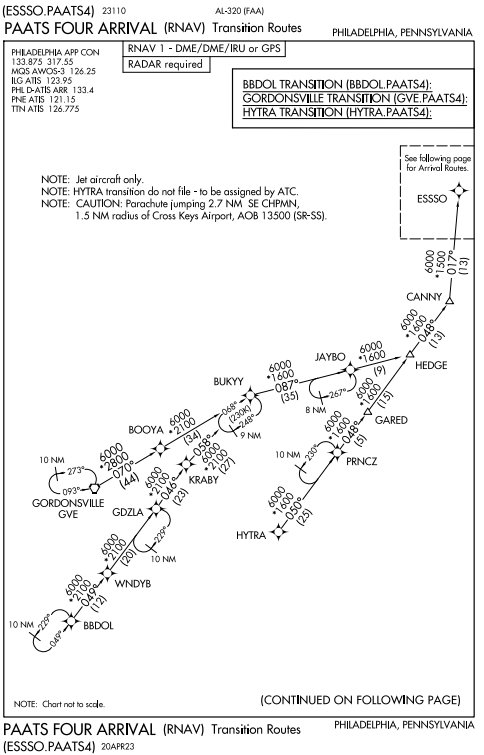 (ESSSO.PAATS4) 23110
AL-320 (FAA)
PAATS FOUR ARRIVAL (RNAV) Transition Routes
PHILADELPHIA, PENNSYLVANIA
PHILADELPHIA APP CON
133.875 317.55
MQS AWOS-3 126.25
ILG ATIS 123.95
PHL D-ATIS ARR 133.4
PNE ATIS 121.15
TTN ATIS 126.775
RNAV 1 - DME/DME/IRU or GPS
RADAR required
BBDOL TRANSITION (BBDOL.PAATS4):
GORDONSVILLE TRANSITION (GVE.PAATS4):
HYTRA TRANSITION (HYTRA.PAATS4):
See following page
for Arrival Routes.
NOTE: Jet aircraft only.
NOTE: HYTRA transition do not file - to be assigned by ATC.
NOTE: CAUTION: Parachute jumping 2.7 NM SE CHPMN,
1.5 NM radius of Cross Keys Airport, AOB 13500 (SR-SS).
ESSSO
6000
*1500
017°
(13)
CANNY
6000
*1600
048°
(13)
HEDGE
JAYBO
6000
*1600
(9)
BUKYY
6000
*1600
087°
(35)
267°
8 NM
6000
*1600
(15)
GARED
068°
(230K)
248°
9 NM
BOOYA
6000
*2100
(34)
6000
*1600
048°
(5)
PRNCZ
10 NM
230°
058°
6000
*2100
(27)
KRABY
10 NM
273°
093°
6000
*2800
070°
(44)
GORDONSVILLE
GVE
6000
*2100
046°
(23)
GDZLA
6000
*1600
050°
(25)
HYTRA
229°
10 NM
6000
*2100
(20)
WNDYB
6000
*2100
049°
(12)
10 NM
229°
049°
BBDOL
NOTE: Chart not to scale.
(CONTINUED ON FOLLOWING PAGE)
PAATS FOUR ARRIVAL (RNAV) Transition Routes
PHILADELPHIA, PENNSYLVANIA
(ESSSO.PAATS4) 20APR23